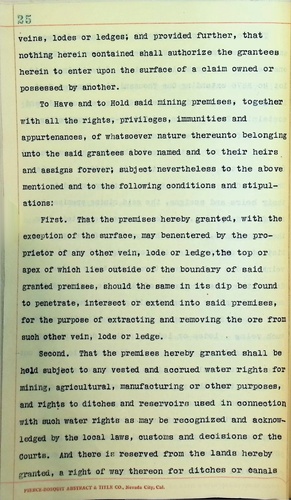 25
veins, lodes or ledges; and provided further, that
nothing herein contained shall authorize the grantees
herein to enter upon the surface of a claim owned or
possessed by another.
To Have and to Hold said mining premises, together
with all the rights, privileges, immunities and
appurtenances, of whatsoever nature thereunto belonging
unto the said grantees above named and to their heirs
and assigns forever; subject nevertheless to the above
mentioned and to the following conditions and stipul-
ations:
First. That the premises hereby granted, with the
exception of the surface, may benentered by the pro-
prietor of any other vein, lode or ledge,the top or
apex of which lies outside of the boundary of said
granted premises, should the same in its dip be found
to penetrate, intersect or extend into said premises,
for the purpose of extracting and removing the ore from
such other vein, lode or ledge.
Second. That the premises hereby granted shall be
held subject to any vested and accrued water rights for
mining, agricultural, manufacturing or other purposes,
and rights to ditches and reservoirs used in connection
with such water rights as may be recognized and acknow-
ledged by the local laws, customs and decisions of the
Courts. And there is reserved from the lands hereby
granted, a right of way thereon for ditches or canals
PIERCE-BOSQUIT ABSTRACT & TITLE CO., Nevada City, Cal.